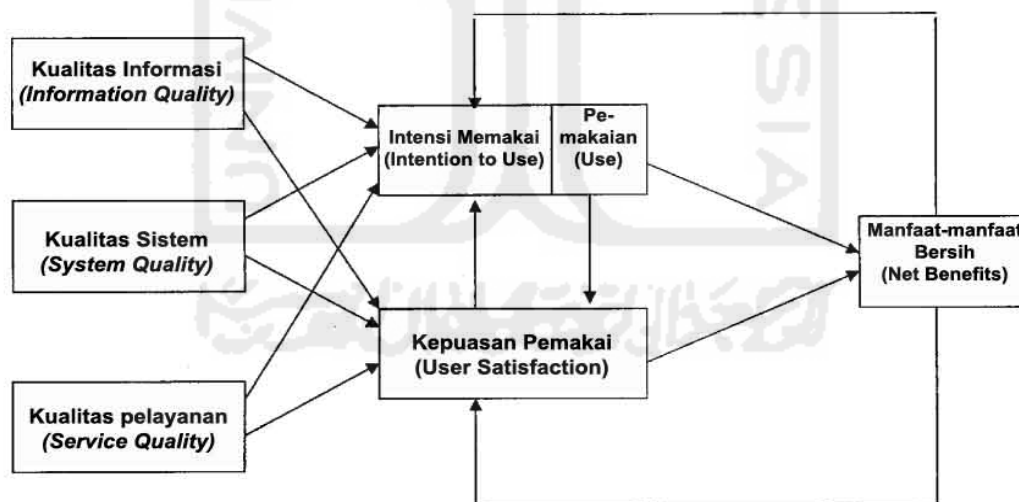 Kualitas Informasi
(Information Quality)
Intensi Memakai
(Intention to Use)
Pe-
makaian
(Use)
Kualitas Sistem
(System Quality)
Manfaat-manfaat
Bersih
(Net Benefits)
Kepuasan Pemakai
(User Satisfaction)
Kualitas pelayanan
(Service Quality)